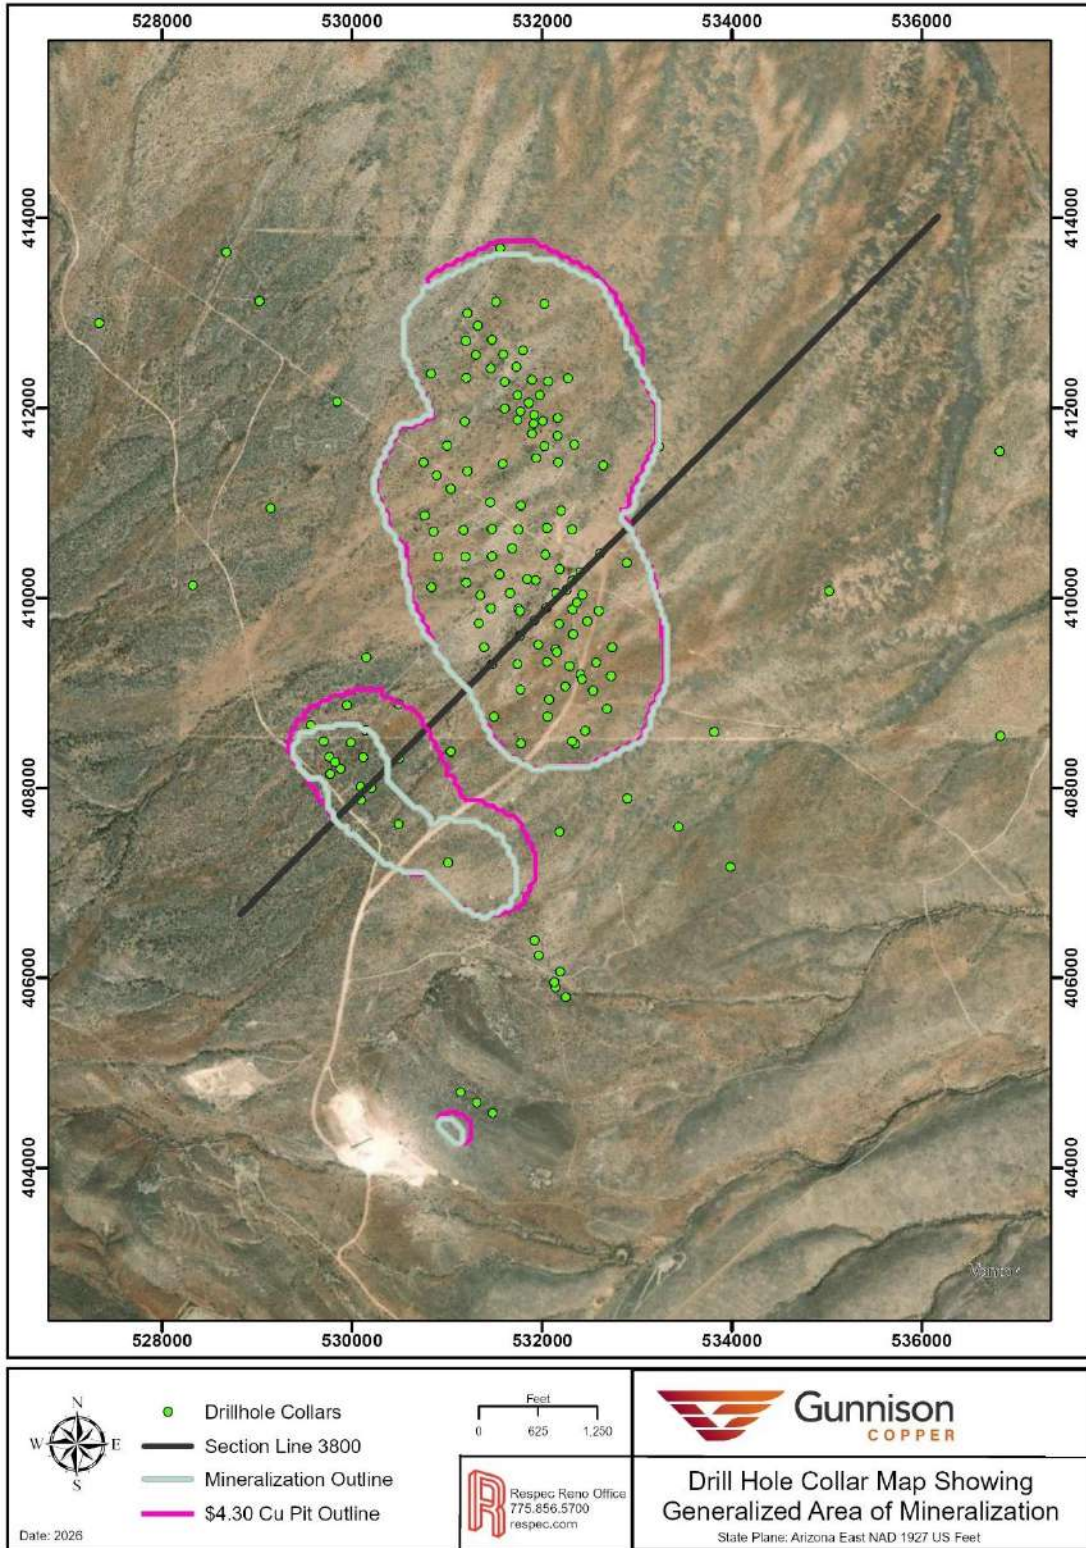 528000 530000 532000 534000 536000
414000 414000
412000 412000
410000 410000
408000 408000
406000 406000
404000 404000
528000 530000 532000 534000 536000
N
W E
S
Date: 2026
Drillhole Collars
Section Line 3800
Mineralization Outline
$4.30 Cu Pit Outline
Feet
0 625 1,250
Respec Reno Office
775.856.5700
respec.com
Gunnison
COPPER
Drill Hole Collar Map Showing
Generalized Area of Mineralization
State Plane: Arizona East NAD 1927 US Feet